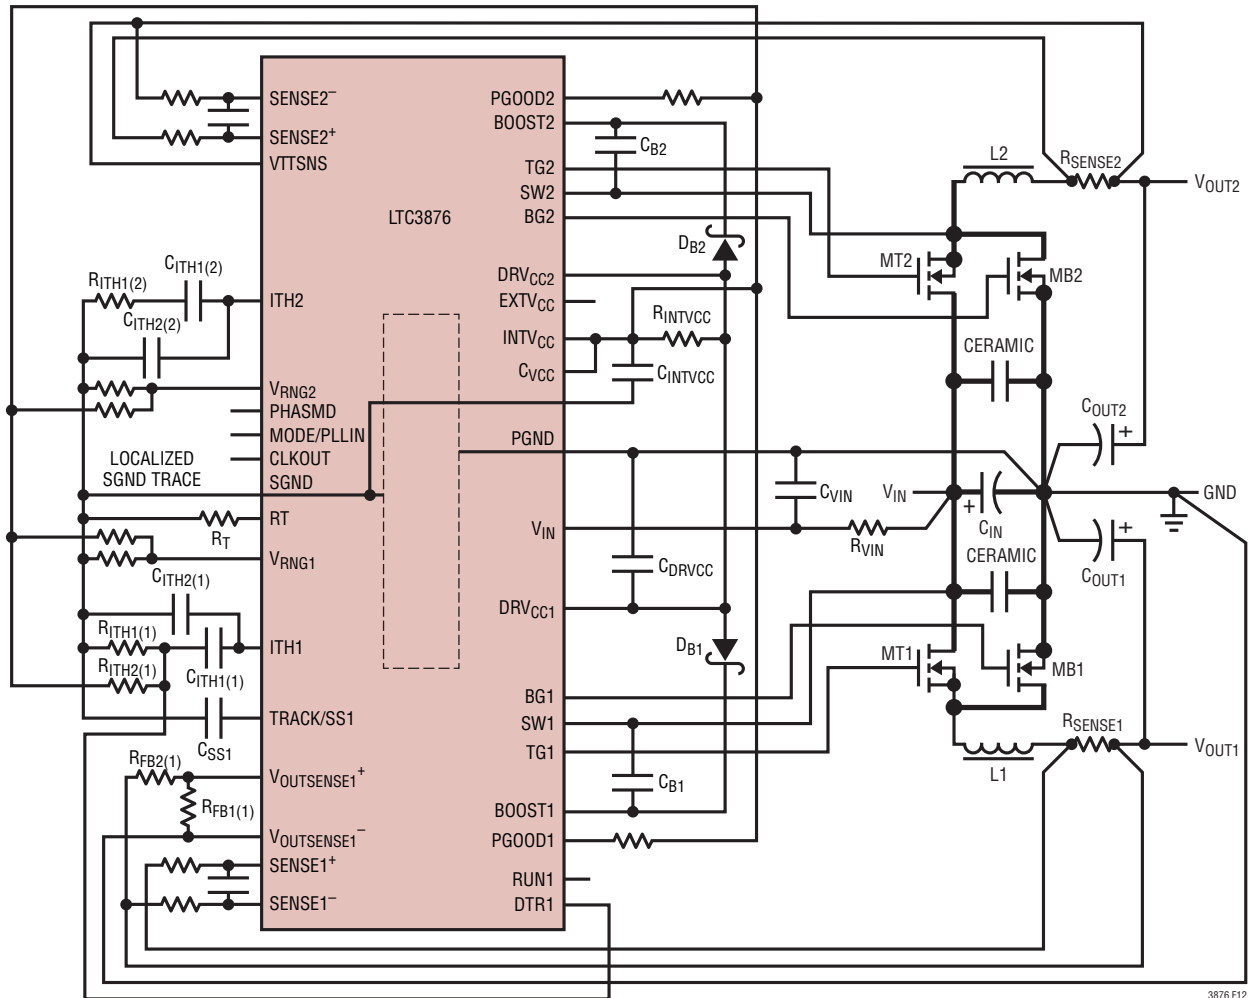 SENSE2–
SENSE2+
VTTSNS
LTC3876
PGOOD2
BOOST2
TG2
SW2
BG2
DRVCC2
EXTVCC
INTVCC
CVCC
PGND
VIN
DRVCC1
BG1
SW1
TG1
BOOST1
PGOOD1
RUN1
DTR1
ITH2
VRNG2
PHASMD
MODE/PLLIN
CLKOUT
SGND
RT
VRNG1
ITH1
TRACK/SS1
VOUTSENSE1+
VOUTSENSE1–
SENSE1+
SENSE1–
RITH1(2)
CITH1(2)
CITH2(2)
LOCALIZED
SGND TRACE
RT
CITH2(1)
RITH1(1)
RITH2(1)
CITH1(1)
CSS1
RFB2(1)
RFB1(1)
CB2
DB2
RINTVCC
CINTVCC
CVIN
RVIN
CDRVCC
DB1
CB1
L2
RSENSE2
VOUT2
MT2
MB2
CERAMIC
COUT2
+
VIN
+
CIN
GND
+
COUT1
CERAMIC
MT1
MB1
RSENSE1
VOUT1
L1
3876 F12